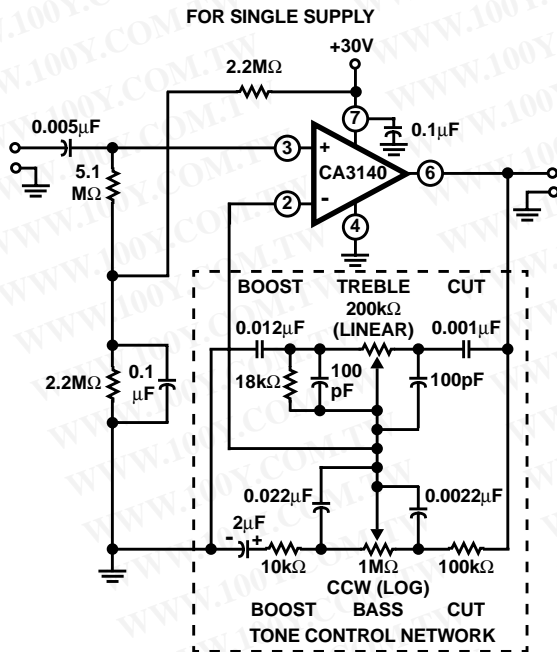 WWW.100Y.COM.TW
FOR SINGLE SUPPLY
+30V
2.2MΩ
0.005μF
7
0.1μF
3
+
CA3140
6
5.1
MΩ
2
-
4
BOOST TREBLE CUT
200kΩ
(LINEAR)
0.012μF
0.001μF
18kΩ
100
pF
100pF
2.2MΩ
0.1
μF
0.022μF
0.0022μF
2μF
- +
10kΩ
1MΩ
100kΩ
CCW (LOG)
BOOST BASS CUT
TONE CONTROL NETWORK